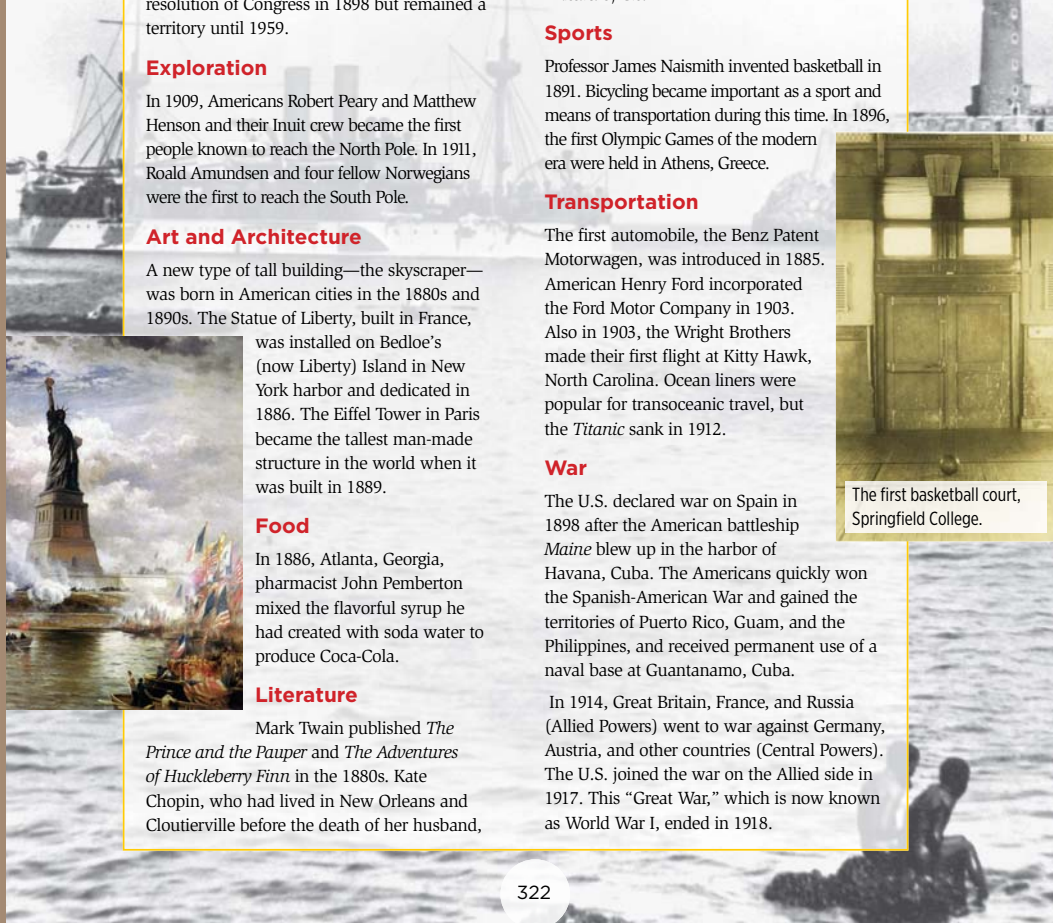 resolution of Congress in 1898 but remained a
territory until 1959.
Exploration
In 1909, Americans Robert Peary and Matthew
Henson and their Inuit crew became the first
people known to reach the North Pole. In 1911,
Roald Amundsen and four fellow Norwegians
were the first to reach the South Pole.
Art and Architecture
A new type of tall building—the skyscraper—
was born in American cities in the 1880s and
1890s. The Statue of Liberty, built in France,
was installed on Bedloe’s
(now Liberty) Island in New
York harbor and dedicated in
1886. The Eiffel Tower in Paris
became the tallest man-made
structure in the world when it
was built in 1889.
Food
In 1886, Atlanta, Georgia,
pharmacist John Pemberton
mixed the flavorful syrup he
had created with soda water to
produce Coca-Cola.
Literature
Mark Twain published The
Prince and the Pauper and The Adventures
of Huckleberry Finn in the 1880s. Kate
Chopin, who had lived in New Orleans and
Cloutierville before the death of her husband,
Sports
Professor James Naismith invented basketball in
1891. Bicycling became important as a sport and
means of transportation during this time. In 1896,
the first Olympic Games of the modern
era were held in Athens, Greece.
Transportation
The first automobile, the Benz Patent
Motorwagen, was introduced in 1885.
American Henry Ford incorporated
the Ford Motor Company in 1903.
Also in 1903, the Wright Brothers
made their first flight at Kitty Hawk,
North Carolina. Ocean liners were
popular for transoceanic travel, but
the Titanic sank in 1912.
War
The U.S. declared war on Spain in
1898 after the American battleship
Maine blew up in the harbor of
Havana, Cuba. The Americans quickly won
the Spanish-American War and gained the
territories of Puerto Rico, Guam, and the
Philippines, and received permanent use of a
naval base at Guantanamo, Cuba.
In 1914, Great Britain, France, and Russia
(Allied Powers) went to war against Germany,
Austria, and other countries (Central Powers).
The U.S. joined the war on the Allied side in
1917. This “Great War,” which is now known
as World War I, ended in 1918.
The first basketball court,
Springfield College.
322